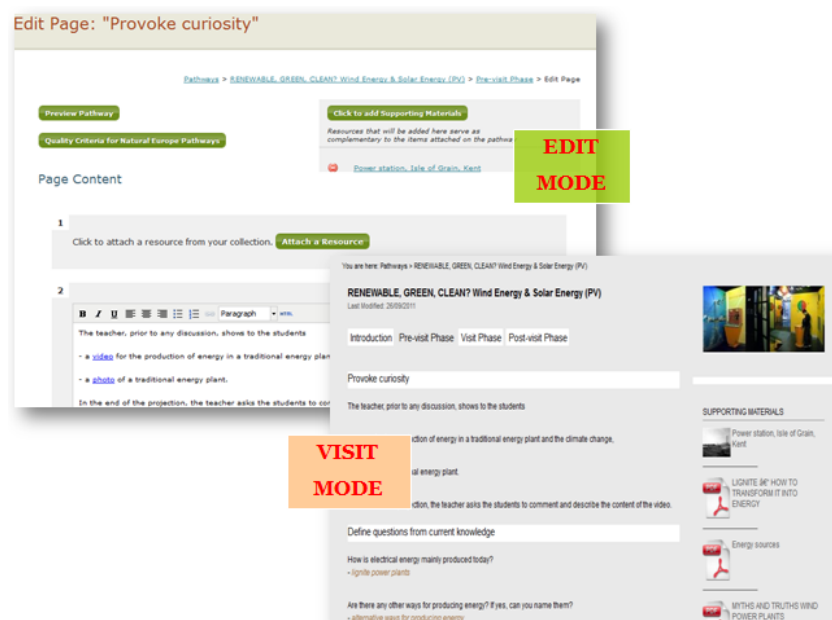 Edit Page: "Provoke curiosity"
Pathways > RENEWABLE, GREEN, CLEAN? Wind Energy & Solar Energy (PV) > Pre-visit Phase > Edit Page
Preview Pathway
Quality Criteria for Natural Europe Pathways
Click to add Supporting Materials
Resources that will be added here serve as
complementary to the items attached on the pathwa
Power station, Isle of Grain, Kent
EDIT
MODE
Page Content
1
Click to attach a resource from your collection. Attach a Resource
2
B I U Paragraph HTML
The teacher, prior to any discussion, shows to the students
- a video for the production of energy in a traditional energy plan
- a photo of a traditional energy plant.
In the end of the projection, the teacher asks the students to com
You are here: Pathways > RENEWABLE, GREEN, CLEAN? Wind Energy & Solar Energy (PV)
RENEWABLE, GREEN, CLEAN? Wind Energy & Solar Energy (PV)
Last Modified: 26/09/2011
Introduction Pre-visit Phase Visit Phase Post-visit Phase
Provoke curiosity
The teacher, prior to any discussion, shows to the students
ction of energy in a traditional energy plant and the climate change,
al energy plant.
ction, the teacher asks the students to comment and describe the content of the video.
VISIT
MODE
Define questions from current knowledge
How is electrical energy mainly produced today?
- lignite power plants
Are there any other ways for producing energy? If yes, can you name them?
- alternative ways for producing energy
SUPPORTING MATERIALS
Power station, Isle of Grain,
Kent
PDF
LIGNITE â€“ HOW TO
TRANSFORM IT INTO
ENERGY
PDF
Energy sources
PDF
MYTHS AND TRUTHS WIND
POWER PLANTS